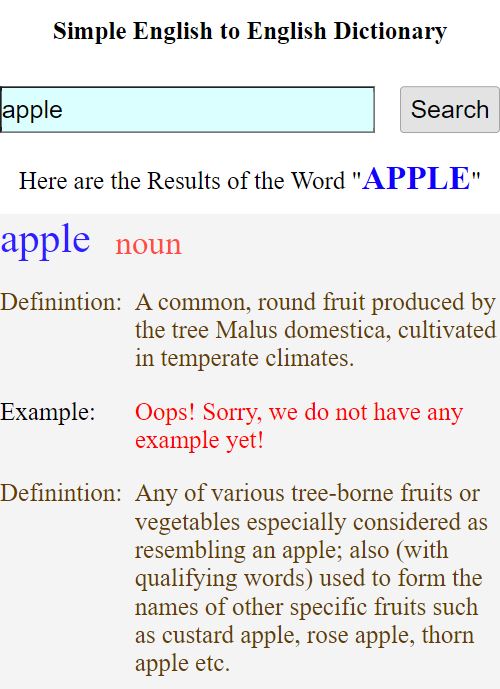 Simple English to English Dictionary
apple
Search
Here are the Results of the Word "APPLE"
apple noun
Definintion: A common, round fruit produced by
the tree Malus domestica, cultivated
in temperate climates.
Example: Oops! Sorry, we do not have any
example yet!
Definintion: Any of various tree-borne fruits or
vegetables especially considered as
resembling an apple; also (with
qualifying words) used to form the
names of other specific fruits such
as custard apple, rose apple, thorn
apple etc.